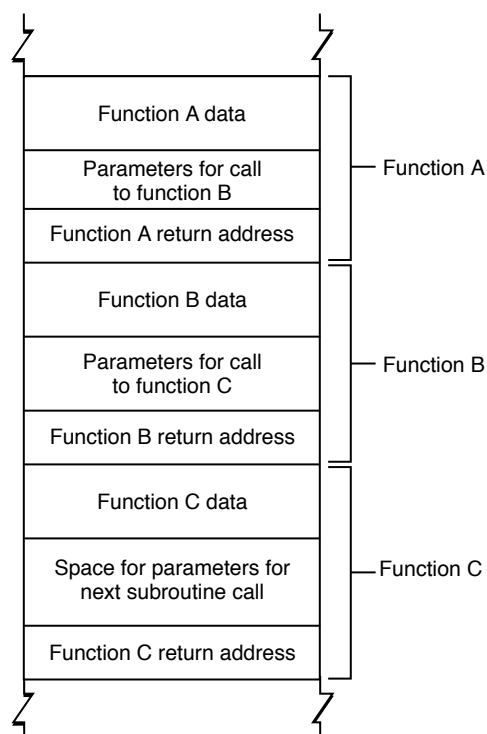 Function A data
Parameters for call
to function B
Function A return address
Function A
Function B data
Parameters for call
to function C
Function B return address
Function B
Function C data
Space for parameters for
next subroutine call
Function C return address
Function C